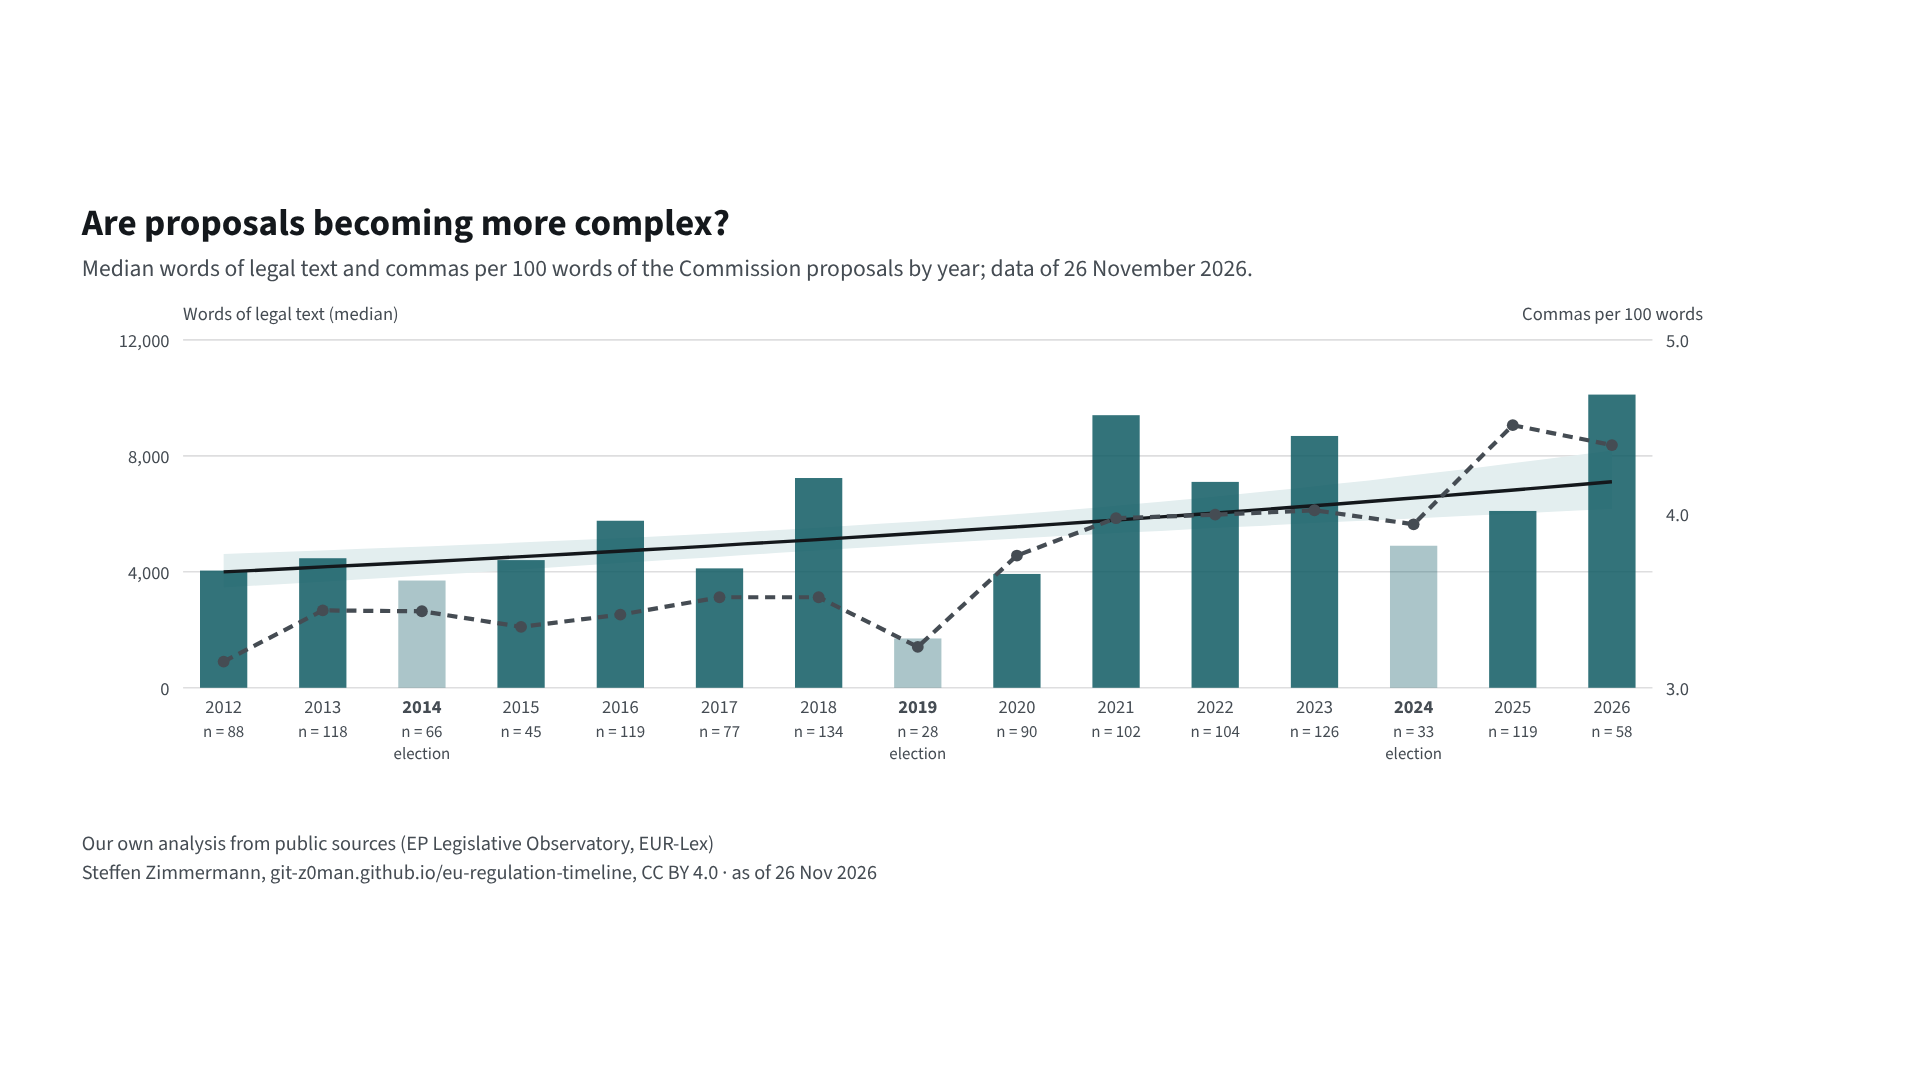 Are proposals becoming more complex?
Median words of legal text and commas per 100 words of the Commission proposals by year; data of 26 November 2026.
Words of legal text (median) Commas per 100 words
12,000 5.0
8,000
4.0
4,000
0 3.0
2012 2013 2014 2015 2016 2017 2018 2019 2020 2021 2022 2023 2024 2025 2026
n = 88 n = 118 n = 66 n = 45 n = 119 n = 77 n = 134 n = 28 n = 90 n = 102 n = 104 n = 126 n = 33 n = 119 n = 58
election election election
Our own analysis from public sources (EP Legislative Observatory, EUR-Lex)
Steffen Zimmermann, git-z0man.github.io/eu-regulation-timeline, CC BY 4.0 · as of 26 Nov 2026